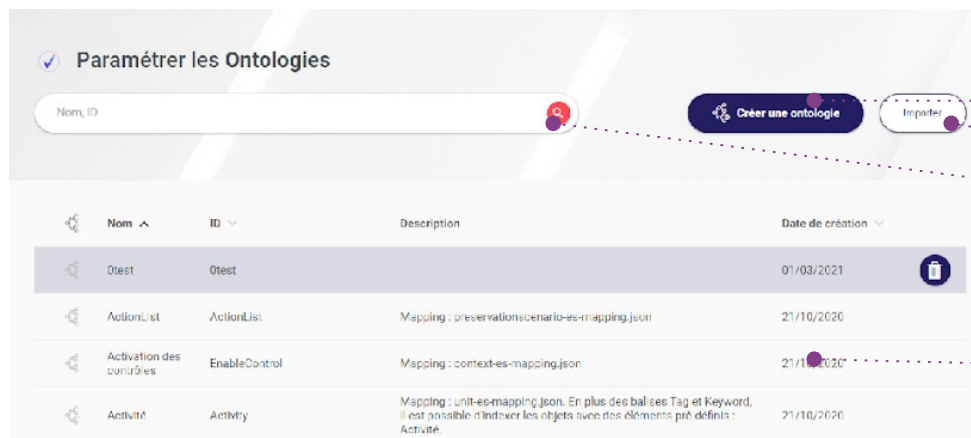 Paramétrer les Ontologies
Nom, ID
Créer une ontologie
Importer
Nom ID Description Date de création
0test 0test 01/03/2021
ActionList ActionList Mapping : preservationscenario-es-mapping.json 21/10/2020
Activation des
contrôles
EnableControl Mapping : context-es-mapping.json 21/10/2020
Activité Activity
Mapping : unit-es-mapping.json. En plus des balises Tag et Keyword,
il est possible d'indexer les objets avec des éléments pré définis :
Activité.
21/10/2020